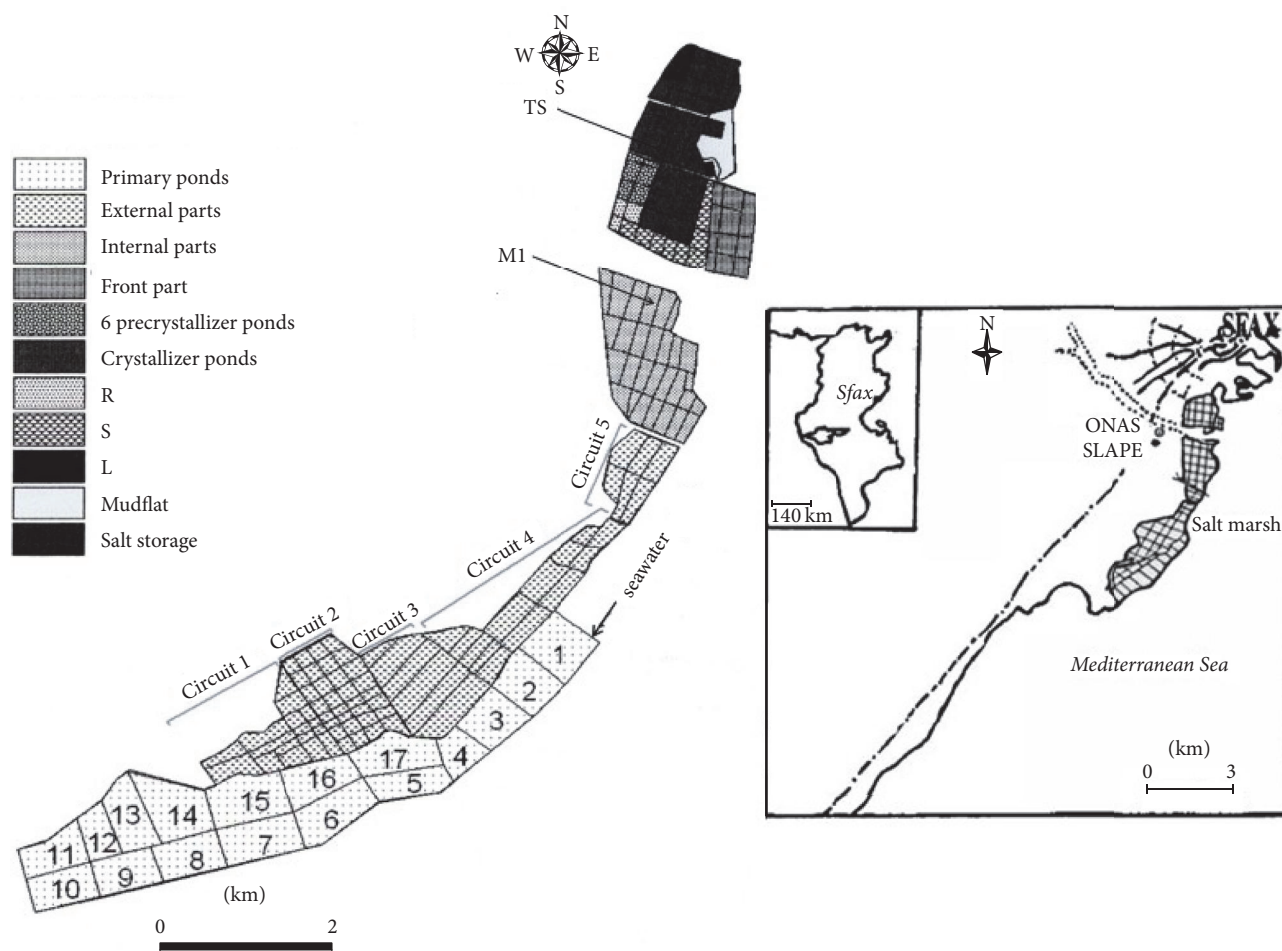 N
W
E
S
TS
Primary ponds
External parts
Internal parts
Front part
6 precrystallizer ponds
Crystallizer ponds
R
S
L
Mudflat
Salt storage
M1
Circuit 5
Circuit 4
seawater
Circuit 3
Circuit 2
Circuit 1
1
2
3
4
17
5
16
6
15
7
14
8
13
12
9
11
10
(km)
0
2
SFAX
N
Sfax
ONAS
SLAPE
140 km
Salt marsh
Mediterranean Sea
(km)
0
3